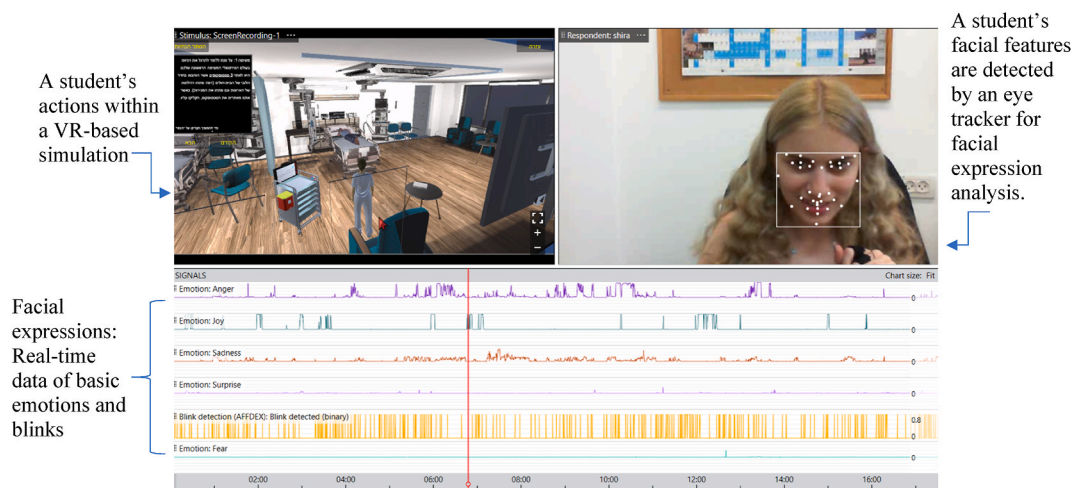 A student's
actions within
a VR-based
simulation
Stimulus: ScreenRecording-1 ...
הסתר הנחיות
עזרה
Respondent: shira ...
A student's
facial features
are detected
by an eye
tracker for
facial
expression
analysis.
+
−
SIGNALS
Chart size: Fit
Emotion: Anger
0
Emotion: Joy
0
Emotion: Sadness
0
Emotion: Surprise
0
Blink detection (AFFDEX): Blink detected (binary)
0.8
0
Emotion: Fear
0
02:00 04:00 06:00 08:00 10:00 12:00 14:00 16:00
Facial
expressions:
Real-time
data of basic
emotions and
blinks